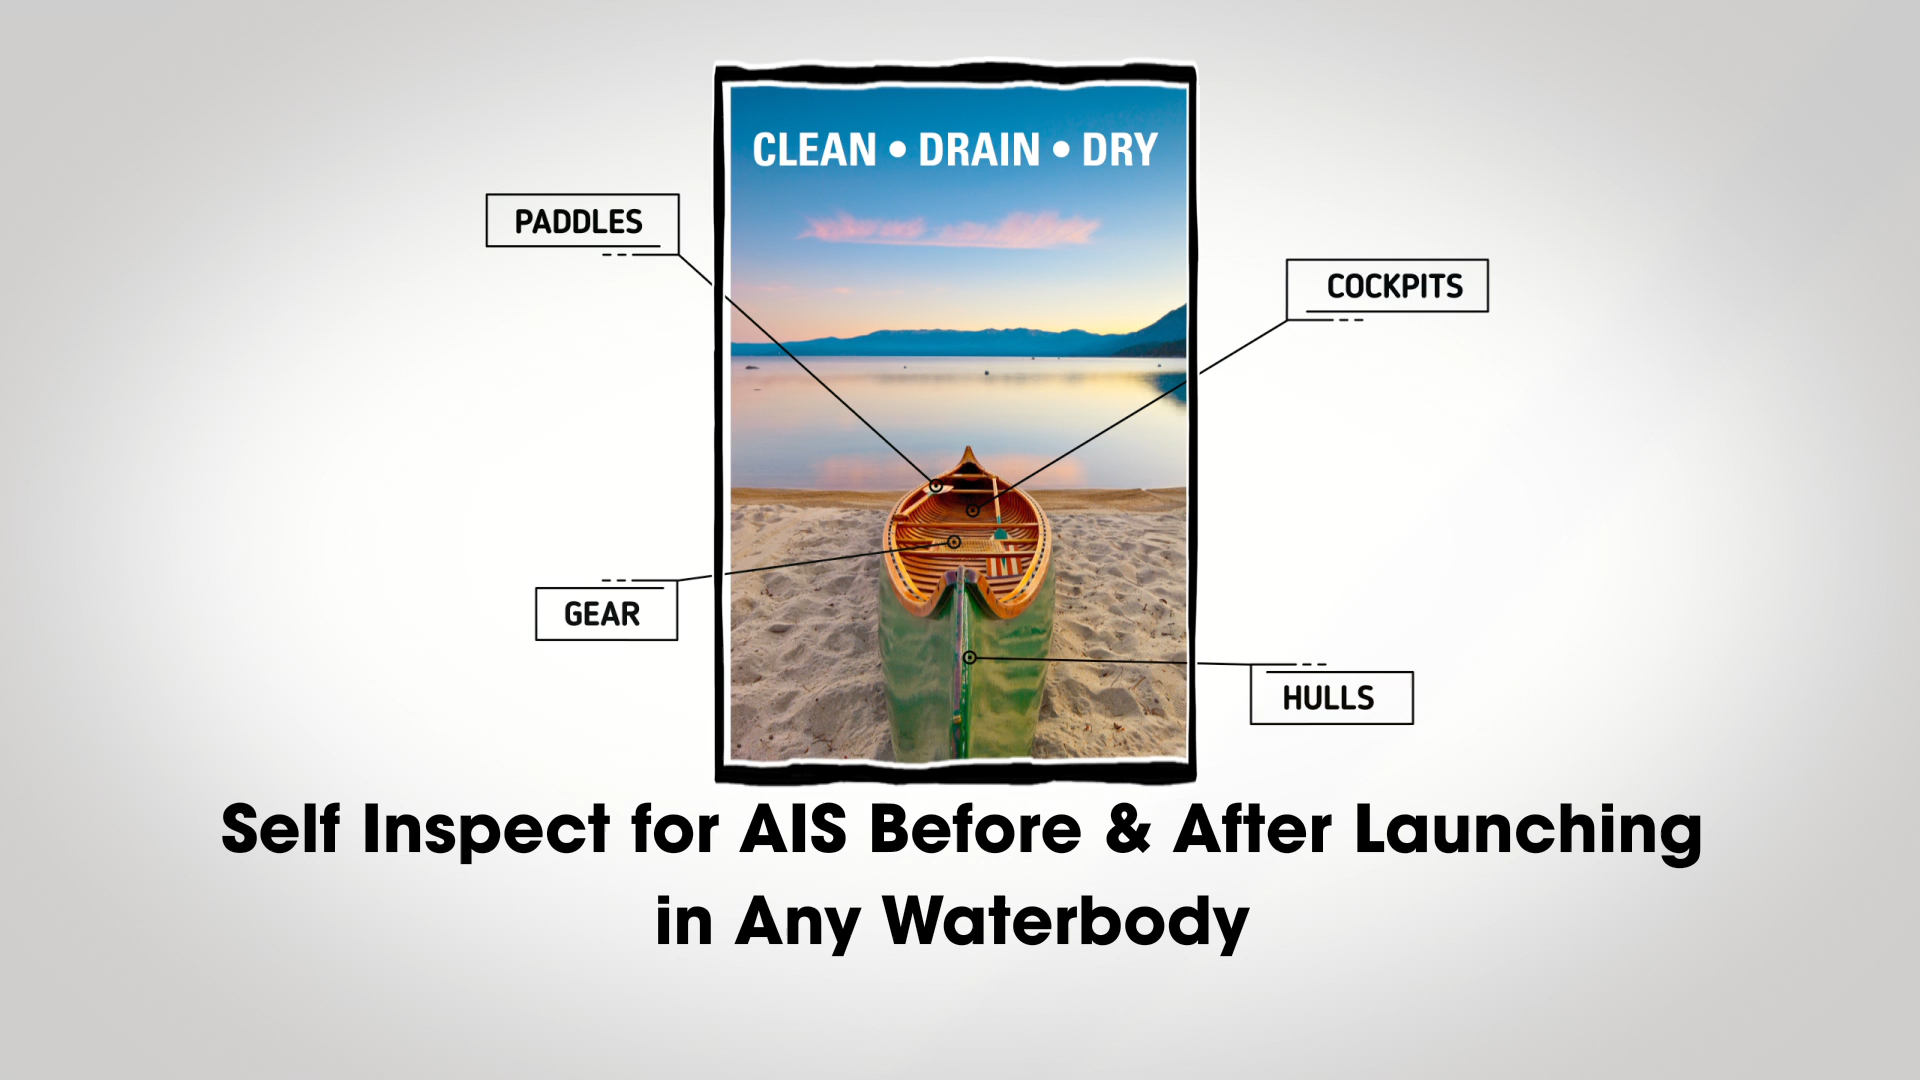 CLEAN • DRAIN • DRY
PADDLES
COCKPITS
GEAR
HULLS
Self Inspect for AIS Before & After Launching
in Any Waterbody